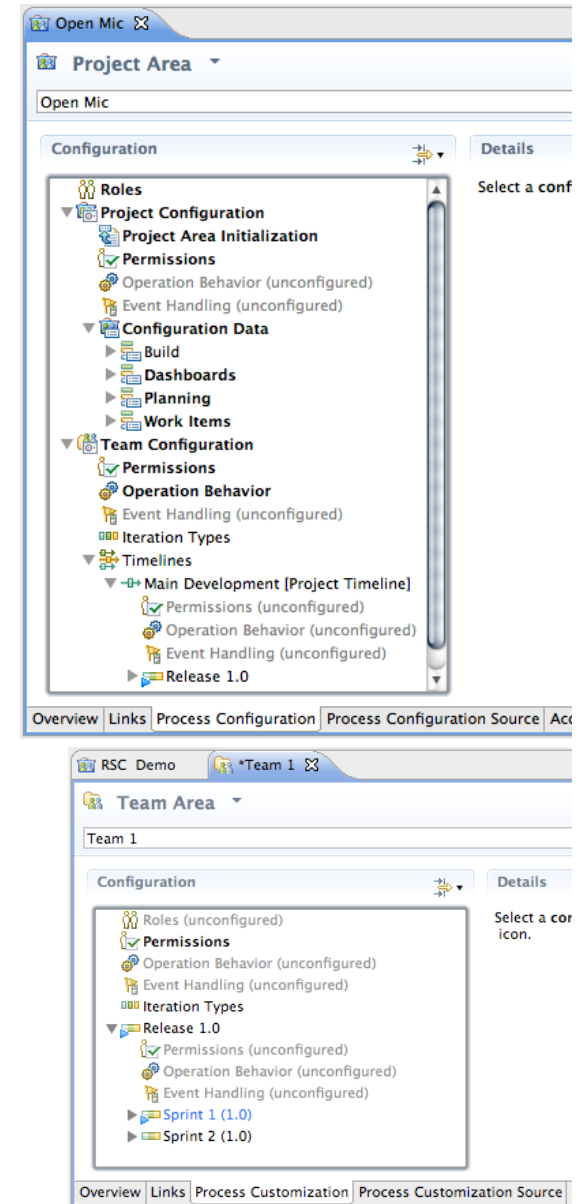 Open Mic
Project Area
Open Mic
Configuration
Details
Select a conf
Roles
Project Configuration
Project Area Initialization
Permissions
Operation Behavior (unconfigured)
Event Handling (unconfigured)
Configuration Data
Build
Dashboards
Planning
Work Items
Team Configuration
Permissions
Operation Behavior
Event Handling (unconfigured)
Iteration Types
Timelines
Main Development [Project Timeline]
Permissions (unconfigured)
Operation Behavior (unconfigured)
Event Handling (unconfigured)
Release 1.0
Overview Links Process Configuration Process Configuration Source Acc
RSC Demo *Team 1
Team Area
Team 1
Configuration
Details
Select a con
icon.
Roles (unconfigured)
Permissions
Operation Behavior (unconfigured)
Event Handling (unconfigured)
Iteration Types
Release 1.0
Permissions (unconfigured)
Operation Behavior (unconfigured)
Event Handling (unconfigured)
Sprint 1 (1.0)
Sprint 2 (1.0)
Overview Links Process Customization Process Customization Source